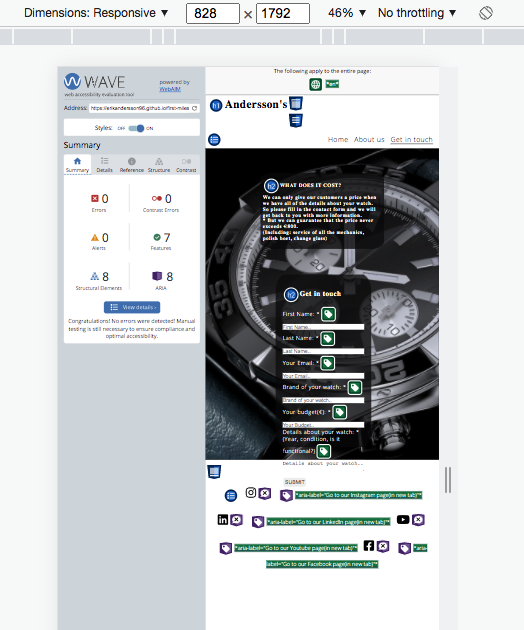 Dimensions: Responsive ▼ 828 × 1792 46% ▼ No throttling ▼
WAVE
web accessibility evaluation tool
powered by
WebAIM
Address: https://erikandersson96.github.io/first-miles
Styles: OFF ON
Summary
Summary Details Reference Structure Contrast
0 Errors
0 Contrast Errors
0 Alerts
7 Features
8 Structural Elements
8 ARIA
View details ›
Congratulations! No errors were detected! Manual
testing is still necessary to ensure compliance and
optimal accessibility.
The following apply to the entire page:
*en*
h1 Andersson's
Home About us Get in touch
h2 WHAT DOES IT COST?
We can only give our customers a price when
we have all of the details about your watch.
So please fill in the contact form and we will
get back to you with more information.
* But we can guarantee that the price never
exceeds €800.
(Including: service of all the mechanics,
polish boet, change glass)
h2 Get in touch
First Name: *
First Name..
Last Name: *
Last Name..
Your Email: *
Your Email..
Brand of your watch: *
Brand of your watch..
Your budget(€): *
Your Budget..
Details about your watch: *
(Year, condition, is it
functional?)
Details about your watch..
SUBMIT
*aria-label="Go to our Instagram page(in new tab)"*
*aria-label="Go to our LinkedIn page(in new tab)"*
*aria-label="Go to our Youtube page(in new tab)"*
*aria-
label="Go to our Facebook page(in new tab)"*